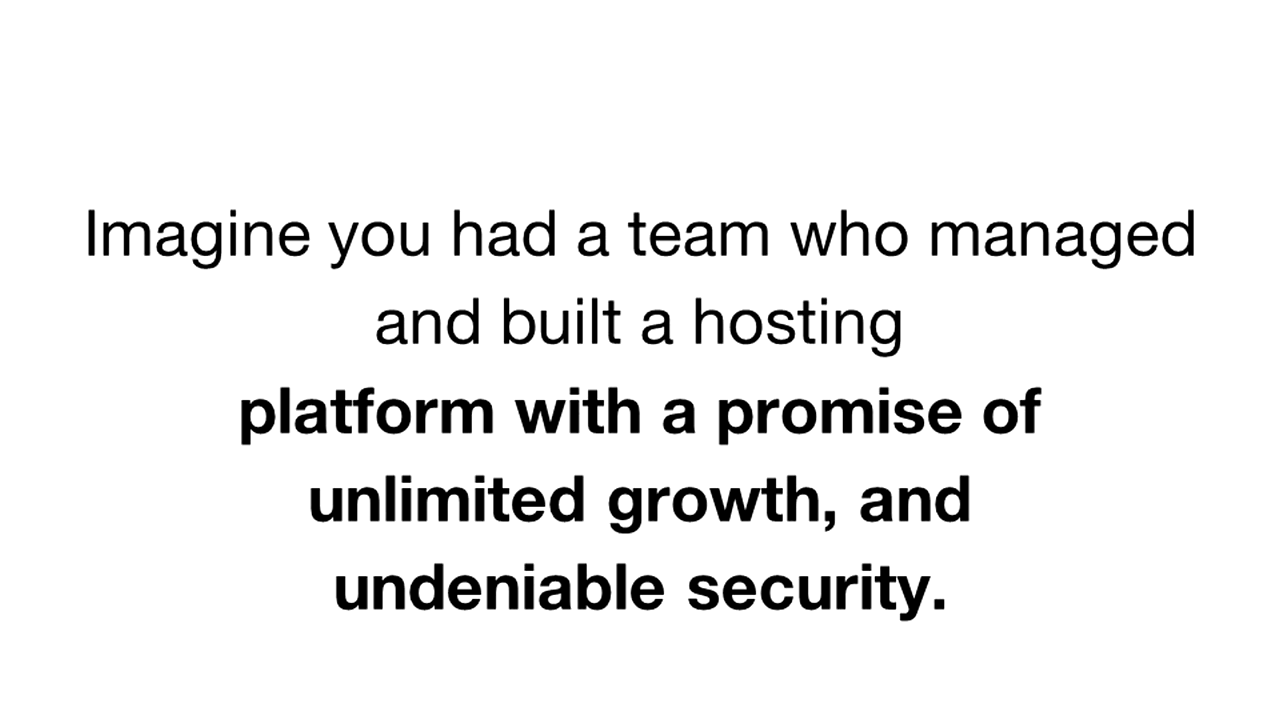 Imagine you had a team who managed
and built a hosting
platform with a promise of
unlimited growth, and
undeniable security.